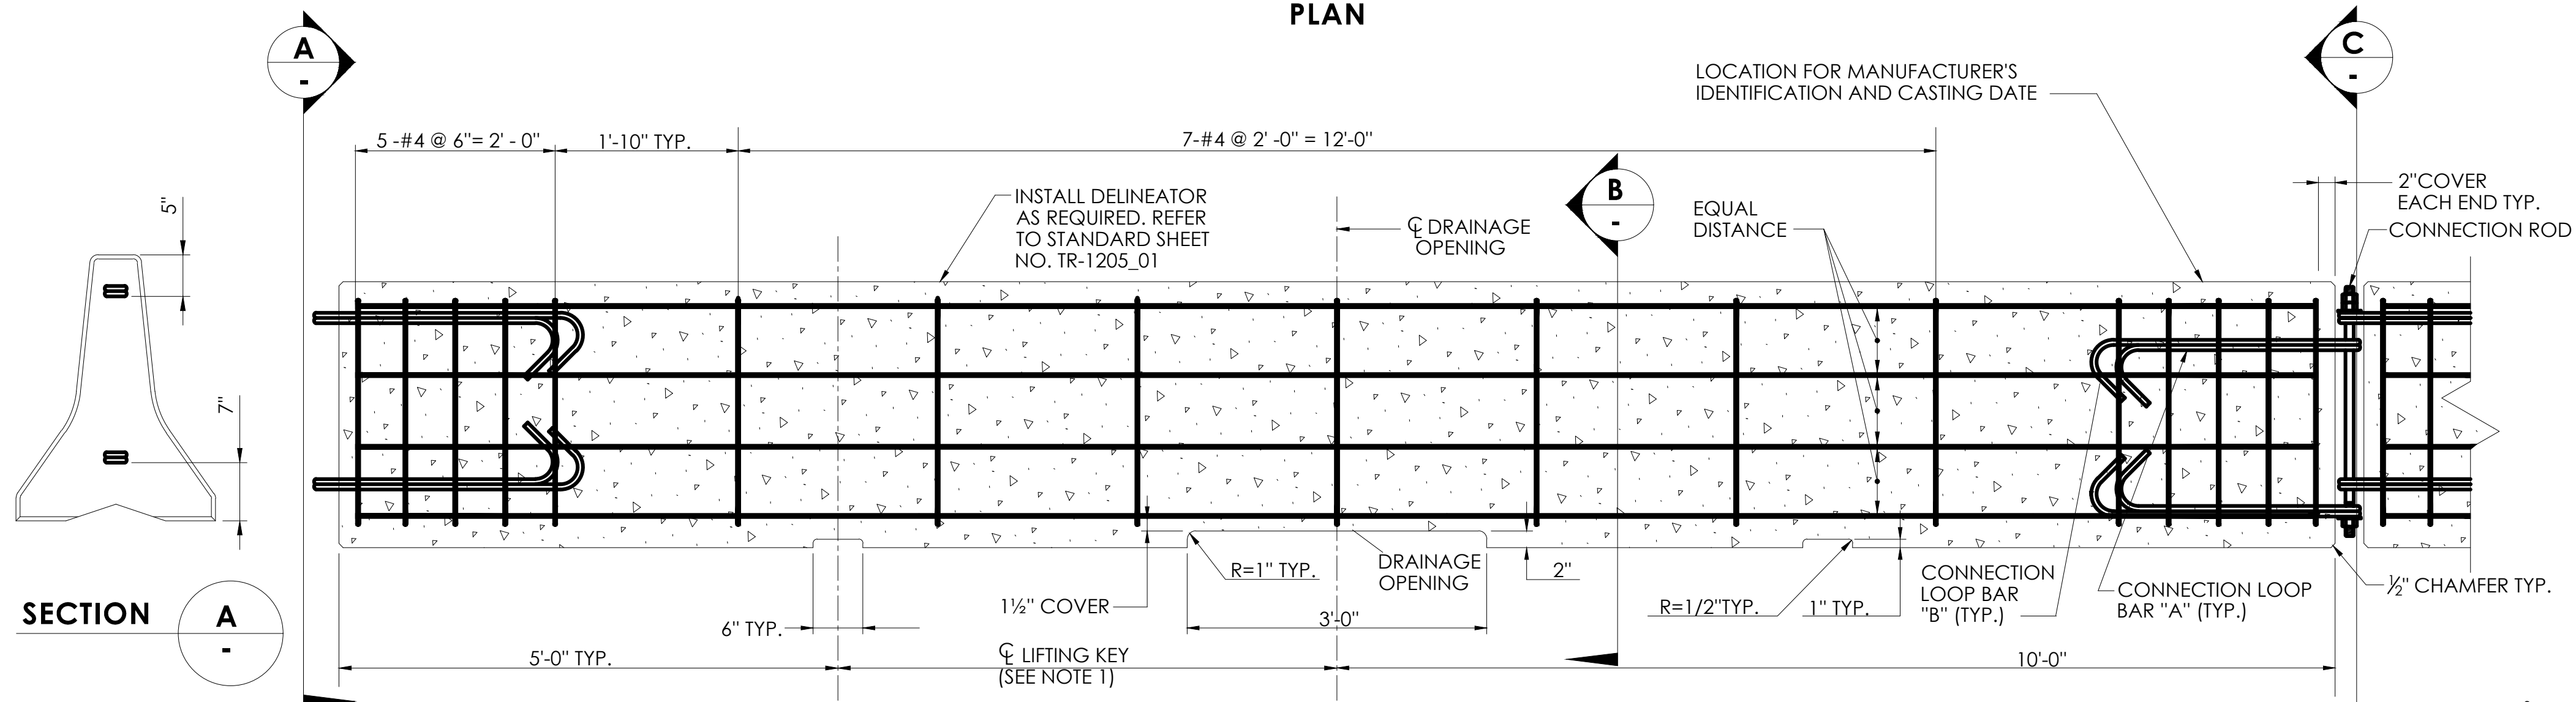 PLAN
A
-
C
-
LOCATION FOR MANUFACTURER'S
IDENTIFICATION AND CASTING DATE
5 -#4 @ 6"= 2' - 0"
1'-10" TYP.
7-#4 @ 2' -0" = 12'-0"
5"
INSTALL DELINEATOR
AS REQUIRED. REFER
TO STANDARD SHEET
NO. TR-1205_01
℄ DRAINAGE
OPENING
B
-
EQUAL
DISTANCE
2"COVER
EACH END TYP.
CONNECTION ROD
7"
R=1" TYP.
DRAINAGE
OPENING
2"
1½" COVER
3'-0"
6" TYP.
R=1/2"TYP.
1" TYP.
CONNECTION
LOOP BAR
"B" (TYP.)
CONNECTION LOOP
BAR "A" (TYP.)
½" CHAMFER TYP.
SECTION
A
-
5'-0" TYP.
℄ LIFTING KEY
(SEE NOTE 1)
10'-0"